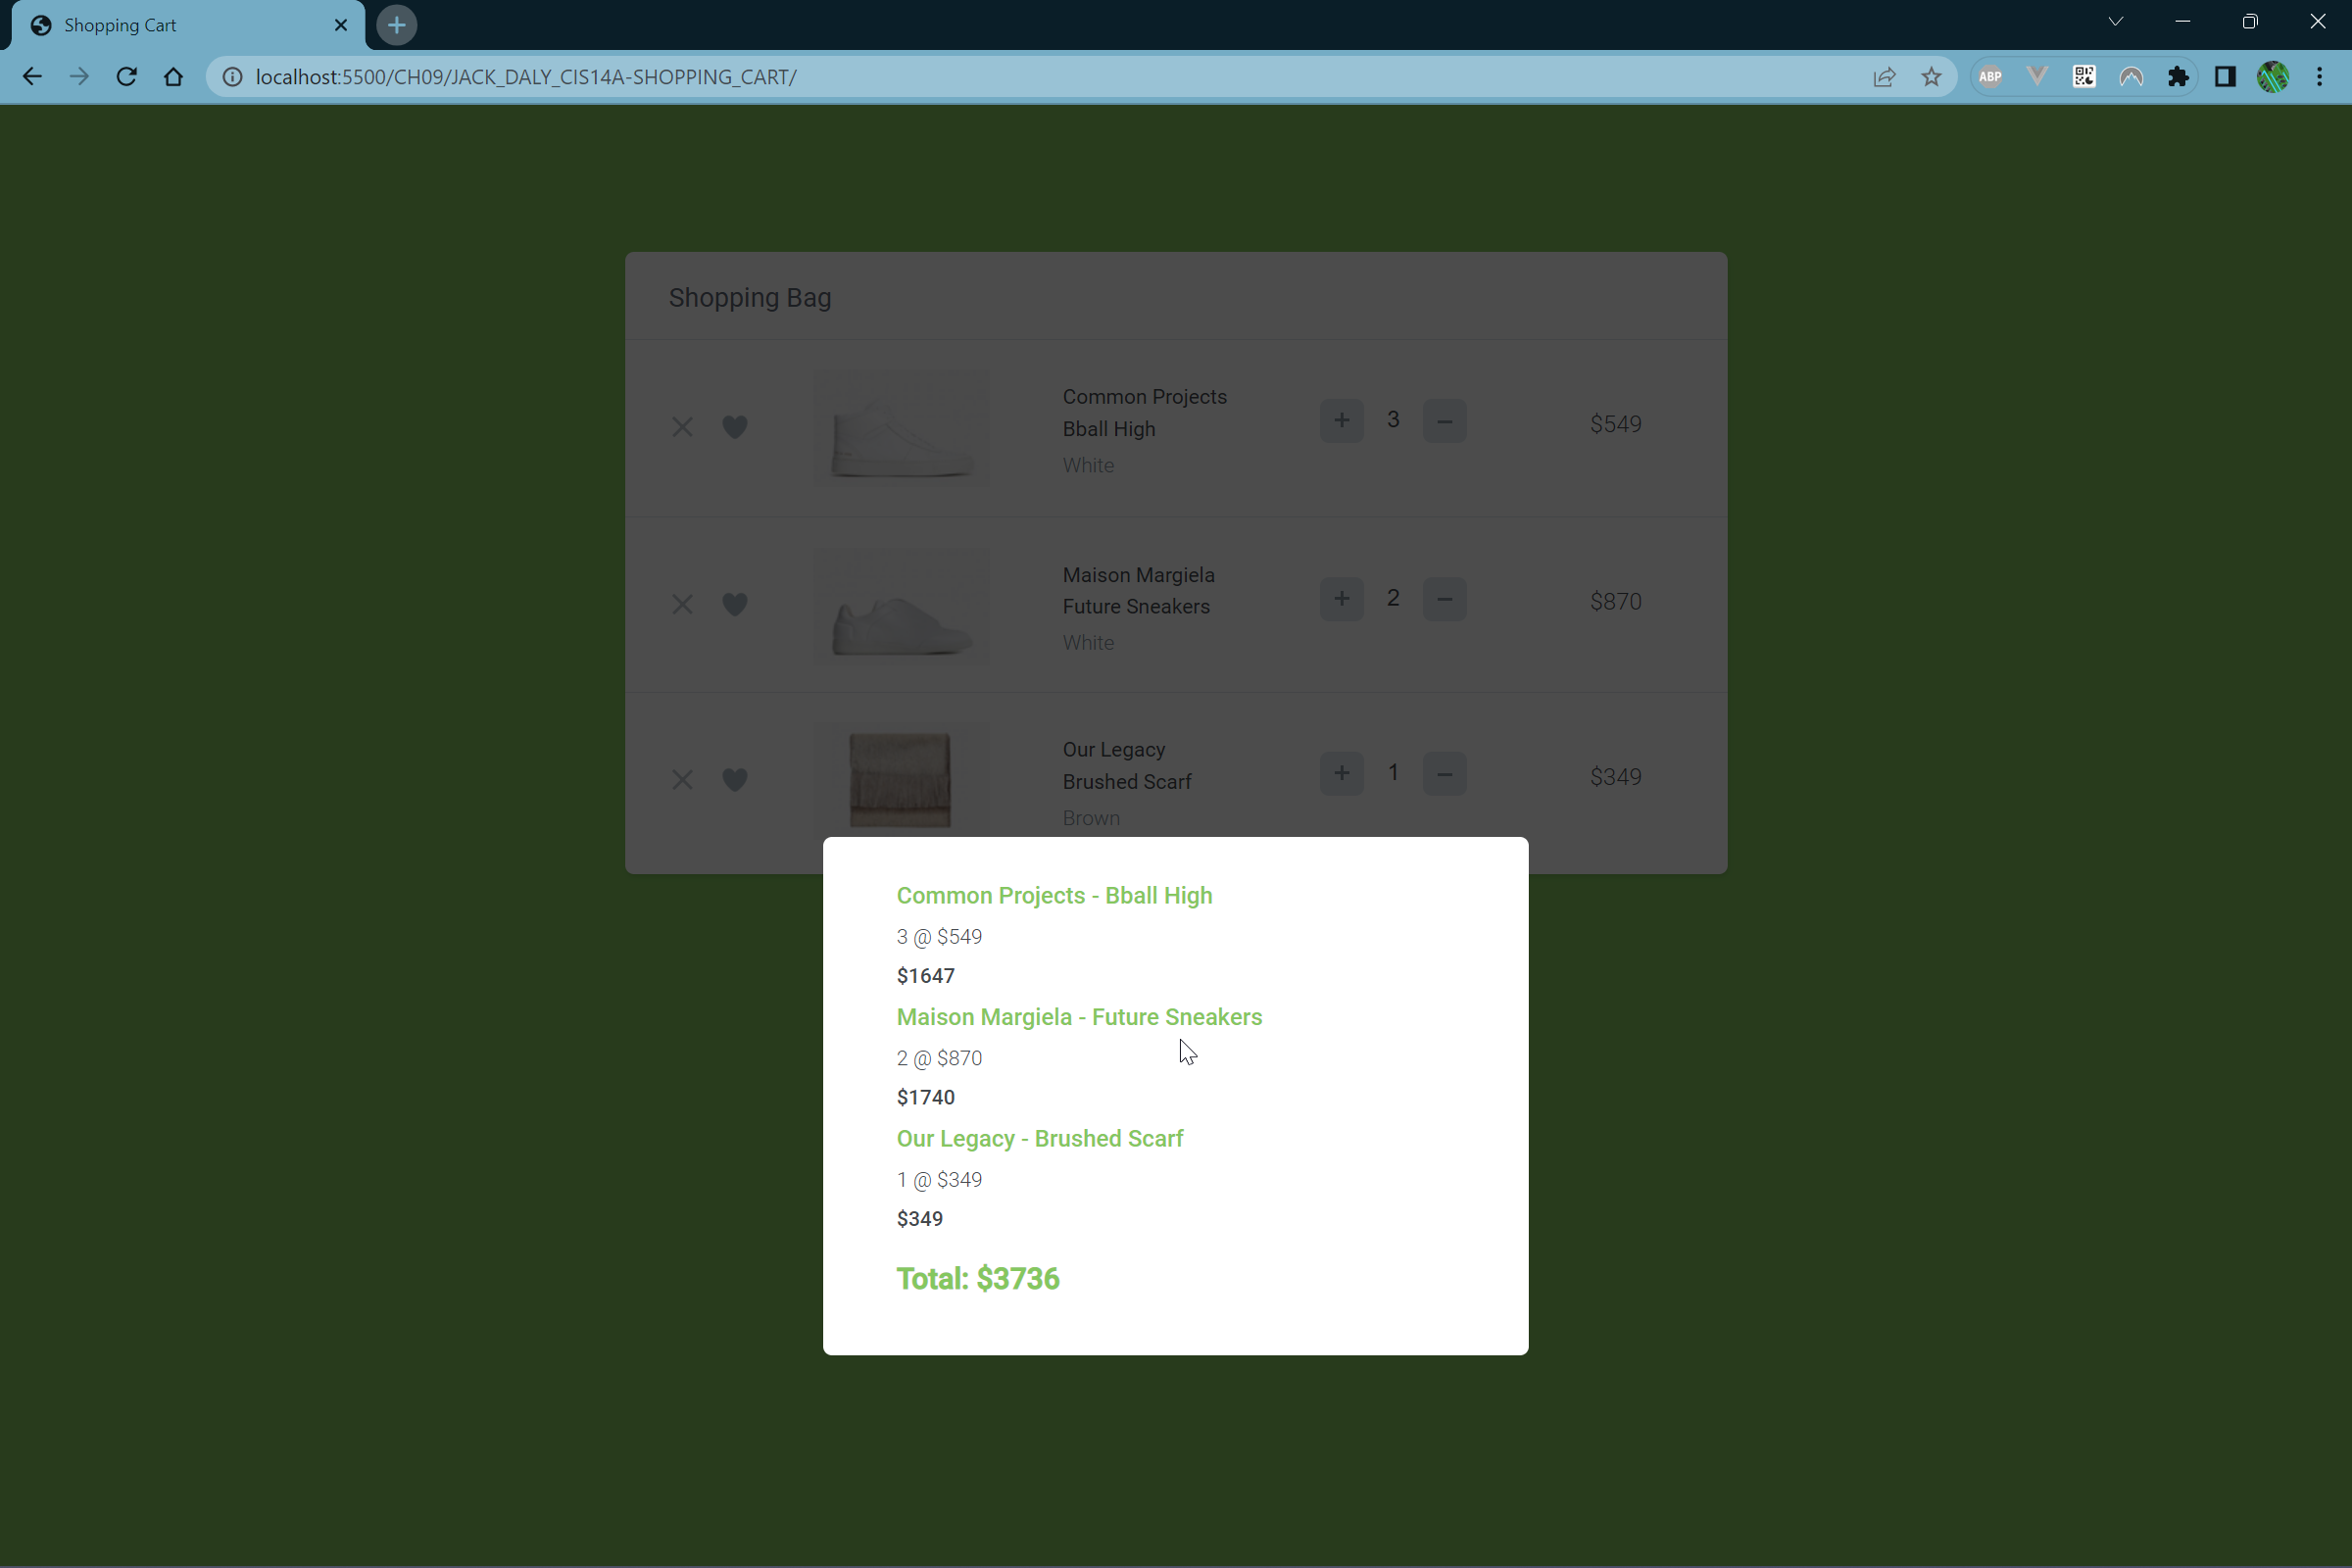 Shopping Cart
localhost:5500/CH09/JACK_DALY_CIS14A-SHOPPING_CART/
ABP
Shopping Bag
Common Projects
Bball High
White
+ 3 −
$549
Maison Margiela
Future Sneakers
White
+ 2 −
$870
Our Legacy
Brushed Scarf
Brown
+ 1 −
$349
Common Projects - Bball High
3 @ $549
$1647
Maison Margiela - Future Sneakers
2 @ $870
$1740
Our Legacy - Brushed Scarf
1 @ $349
$349
Total: $3736